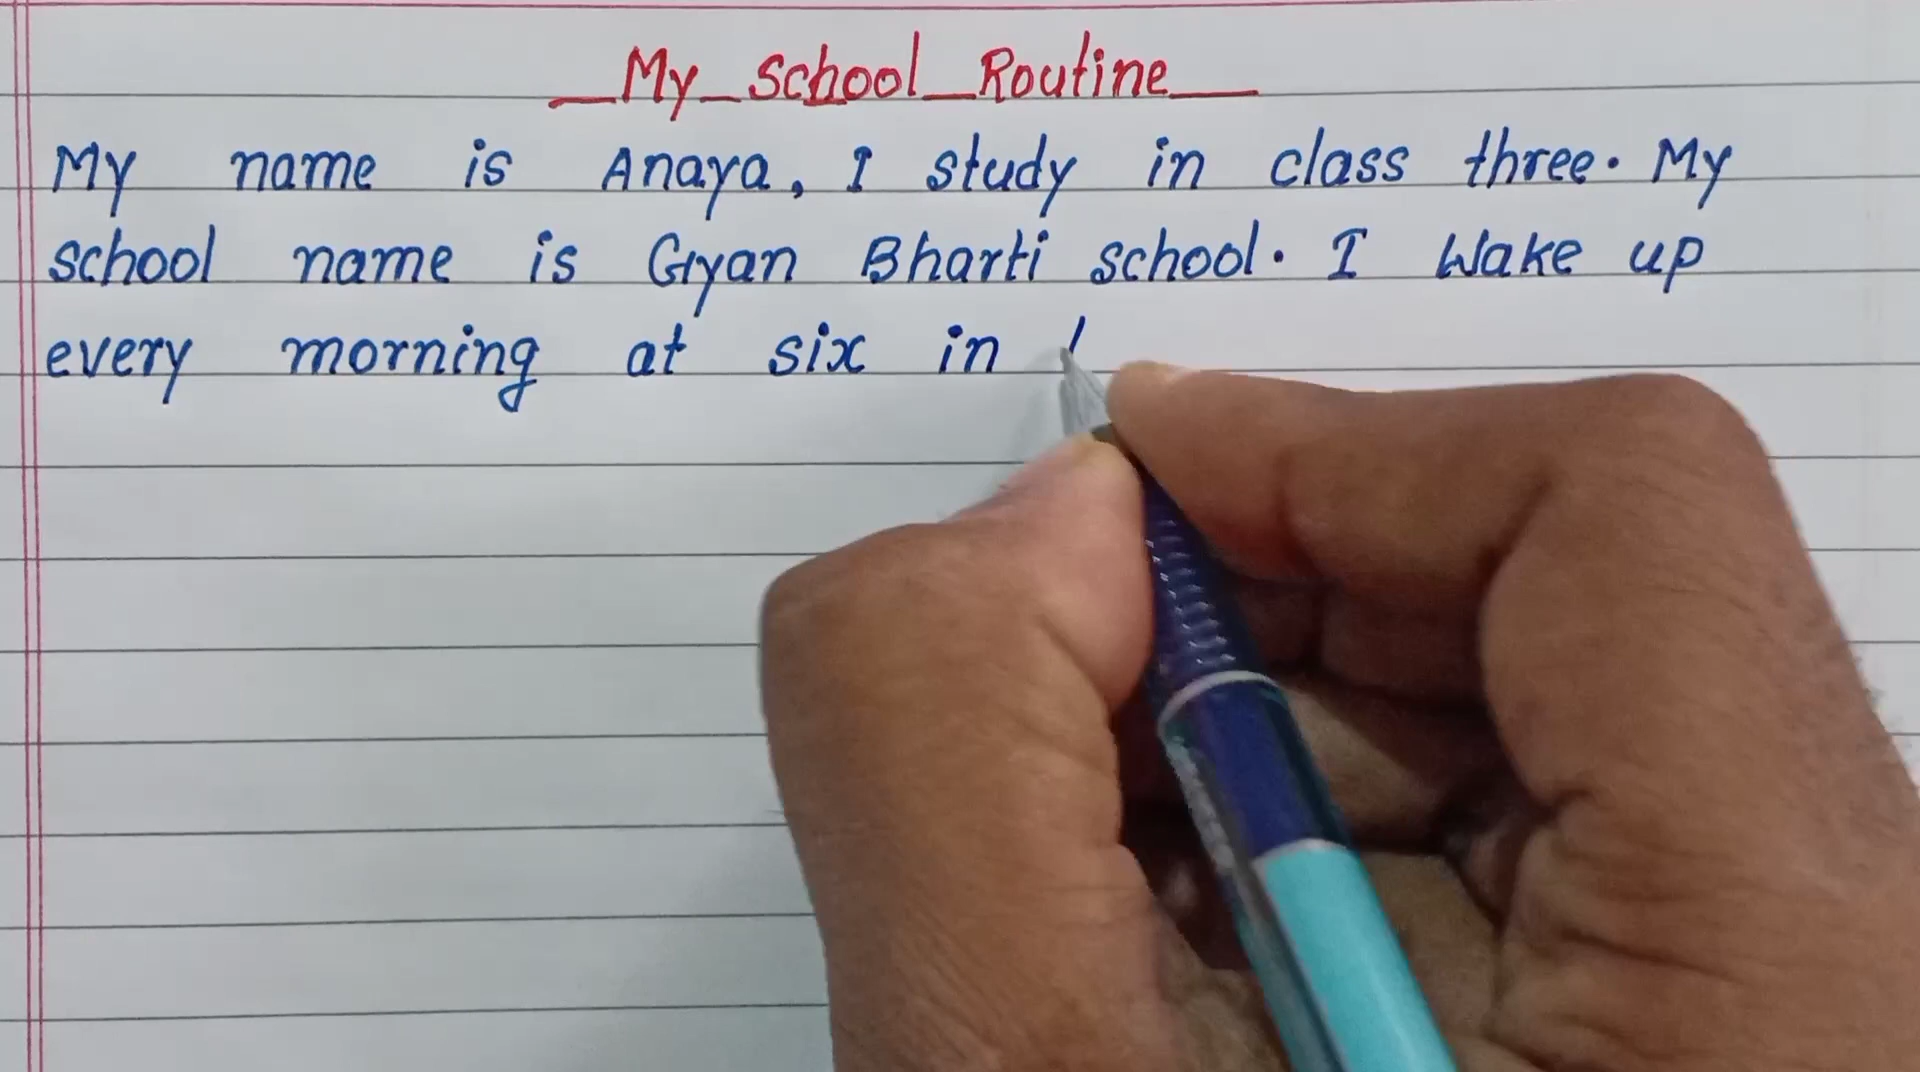 My School Routine
My name is Anaya, I study in class three. My
school name is Gyan Bharti school. I Wake up
every morning at six in